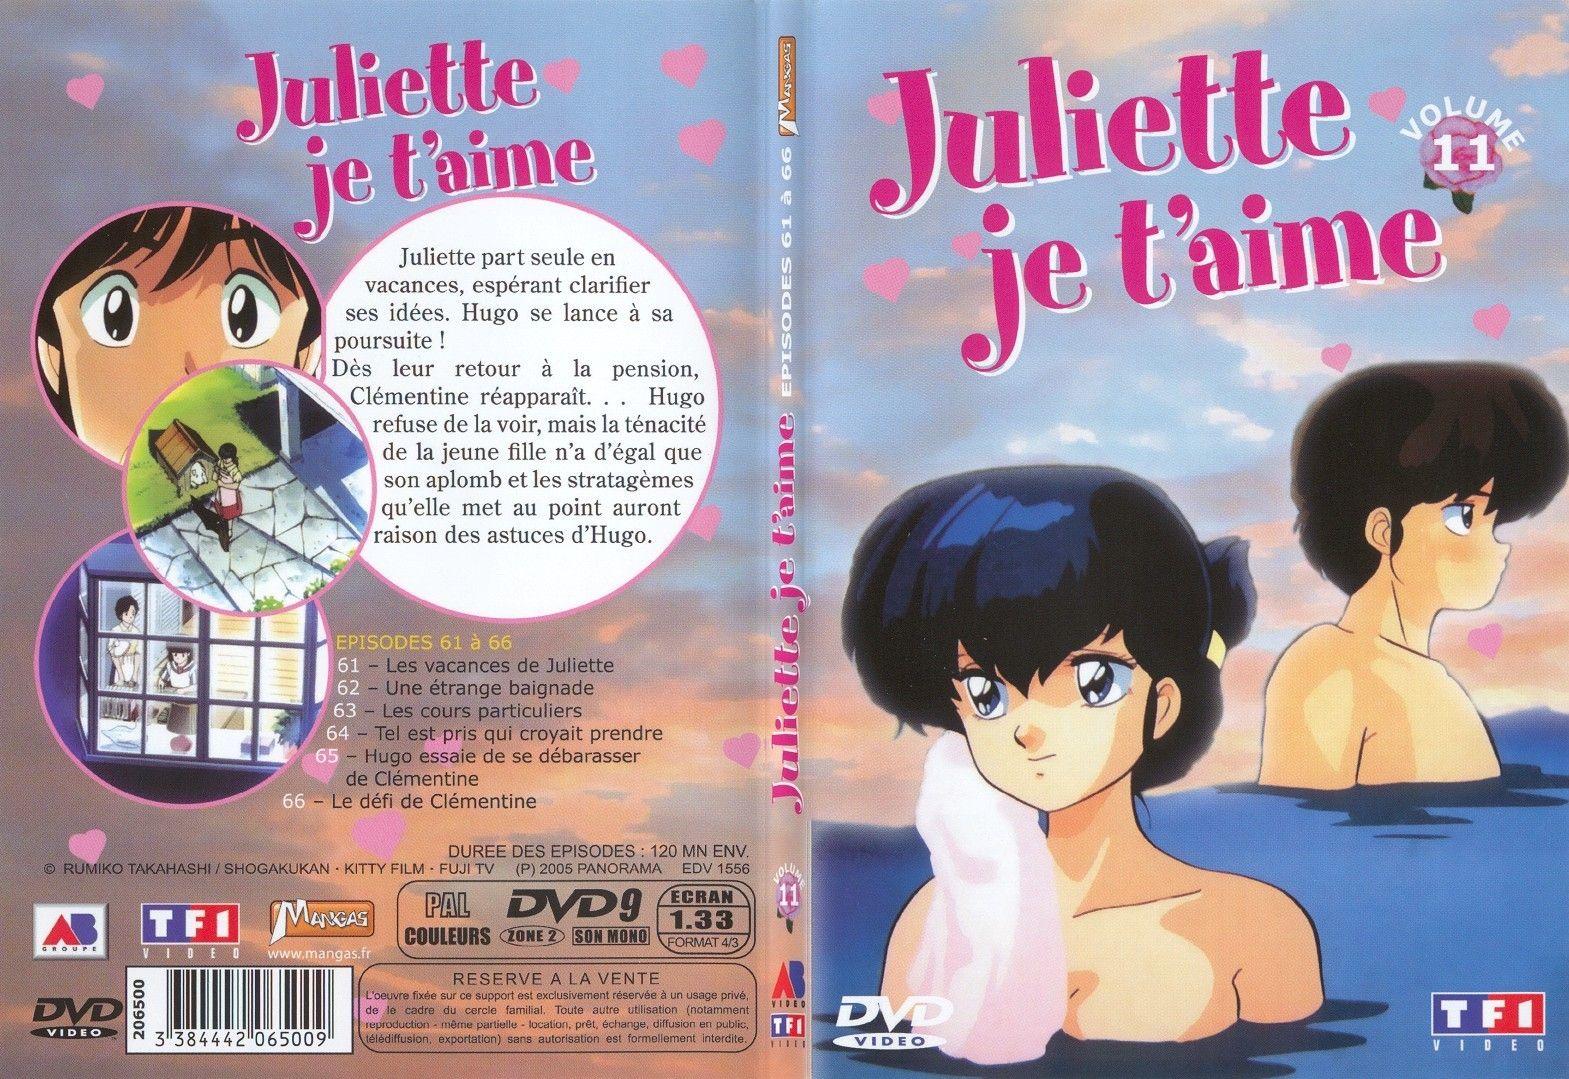 Juliette
je t'aime
Juliette part seule en
vacances, espérant clarifier
ses idées. Hugo se lance à sa
poursuite !
Dès leur retour à la pension,
Clémentine réapparaît. . . Hugo
refuse de la voir, mais la ténacité
de la jeune fille n'a d'égal que
son aplomb et les stratagèmes
qu'elle met au point auront
raison des astuces d'Hugo.
EPISODES 61 à 66
61 – Les vacances de Juliette
62 – Une étrange baignade
63 – Les cours particuliers
64 – Tel est pris qui croyait prendre
65 – Hugo essaie de se débarasser
de Clémentine
66 – Le défi de Clémentine
DUREE DES EPISODES : 120 MN ENV.
© RUMIKO TAKAHASHI / SHOGAKUKAN · KITTY FILM · FUJI TV (P) 2005 PANORAMA EDV 1556
AB
GROUPE
TF1
VIDEO
MANGAS
www.mangas.fr
PAL
COULEURS
DVD9
ZONE 2
SON MONO
ECRAN
1.33
FORMAT 4/3
DVD
VIDEO
206500
3 384442 065009
RESERVE A LA VENTE
L'oeuvre fixée sur ce support est exclusivement réservée à un usage privé,
de le cadre du cercle familial. Toute autre utilisation (notamment
reproduction - même partielle - location, prêt, échange, diffusion en public,
télédiffusion, exportation) sans autorisation est formellement interdite.
MANGAS
EPISODES 61 à 66
Juliette je t'aime
VOLUME
11
AB
VIDEO
TF1
VIDEO
Juliette
je t'aime
VOLUME
11
DVD
VIDEO
TF1
VIDEO